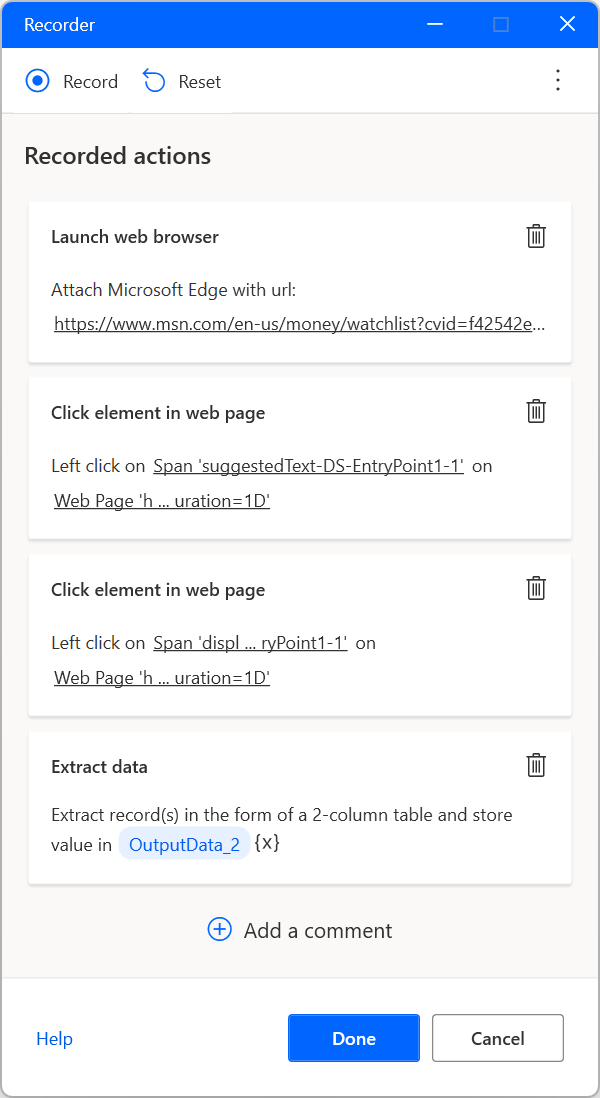 Recorder
Record Reset
Recorded actions
Launch web browser
Attach Microsoft Edge with url:
https://www.msn.com/en-us/money/watchlist?cvid=f42542e...
Click element in web page
Left click on Span 'suggestedText-DS-EntryPoint1-1' on
Web Page 'h ... uration=1D'
Click element in web page
Left click on Span 'displ ... ryPoint1-1' on
Web Page 'h ... uration=1D'
Extract data
Extract record(s) in the form of a 2-column table and store
value in OutputData_2 {x}
Add a comment
Help Done Cancel